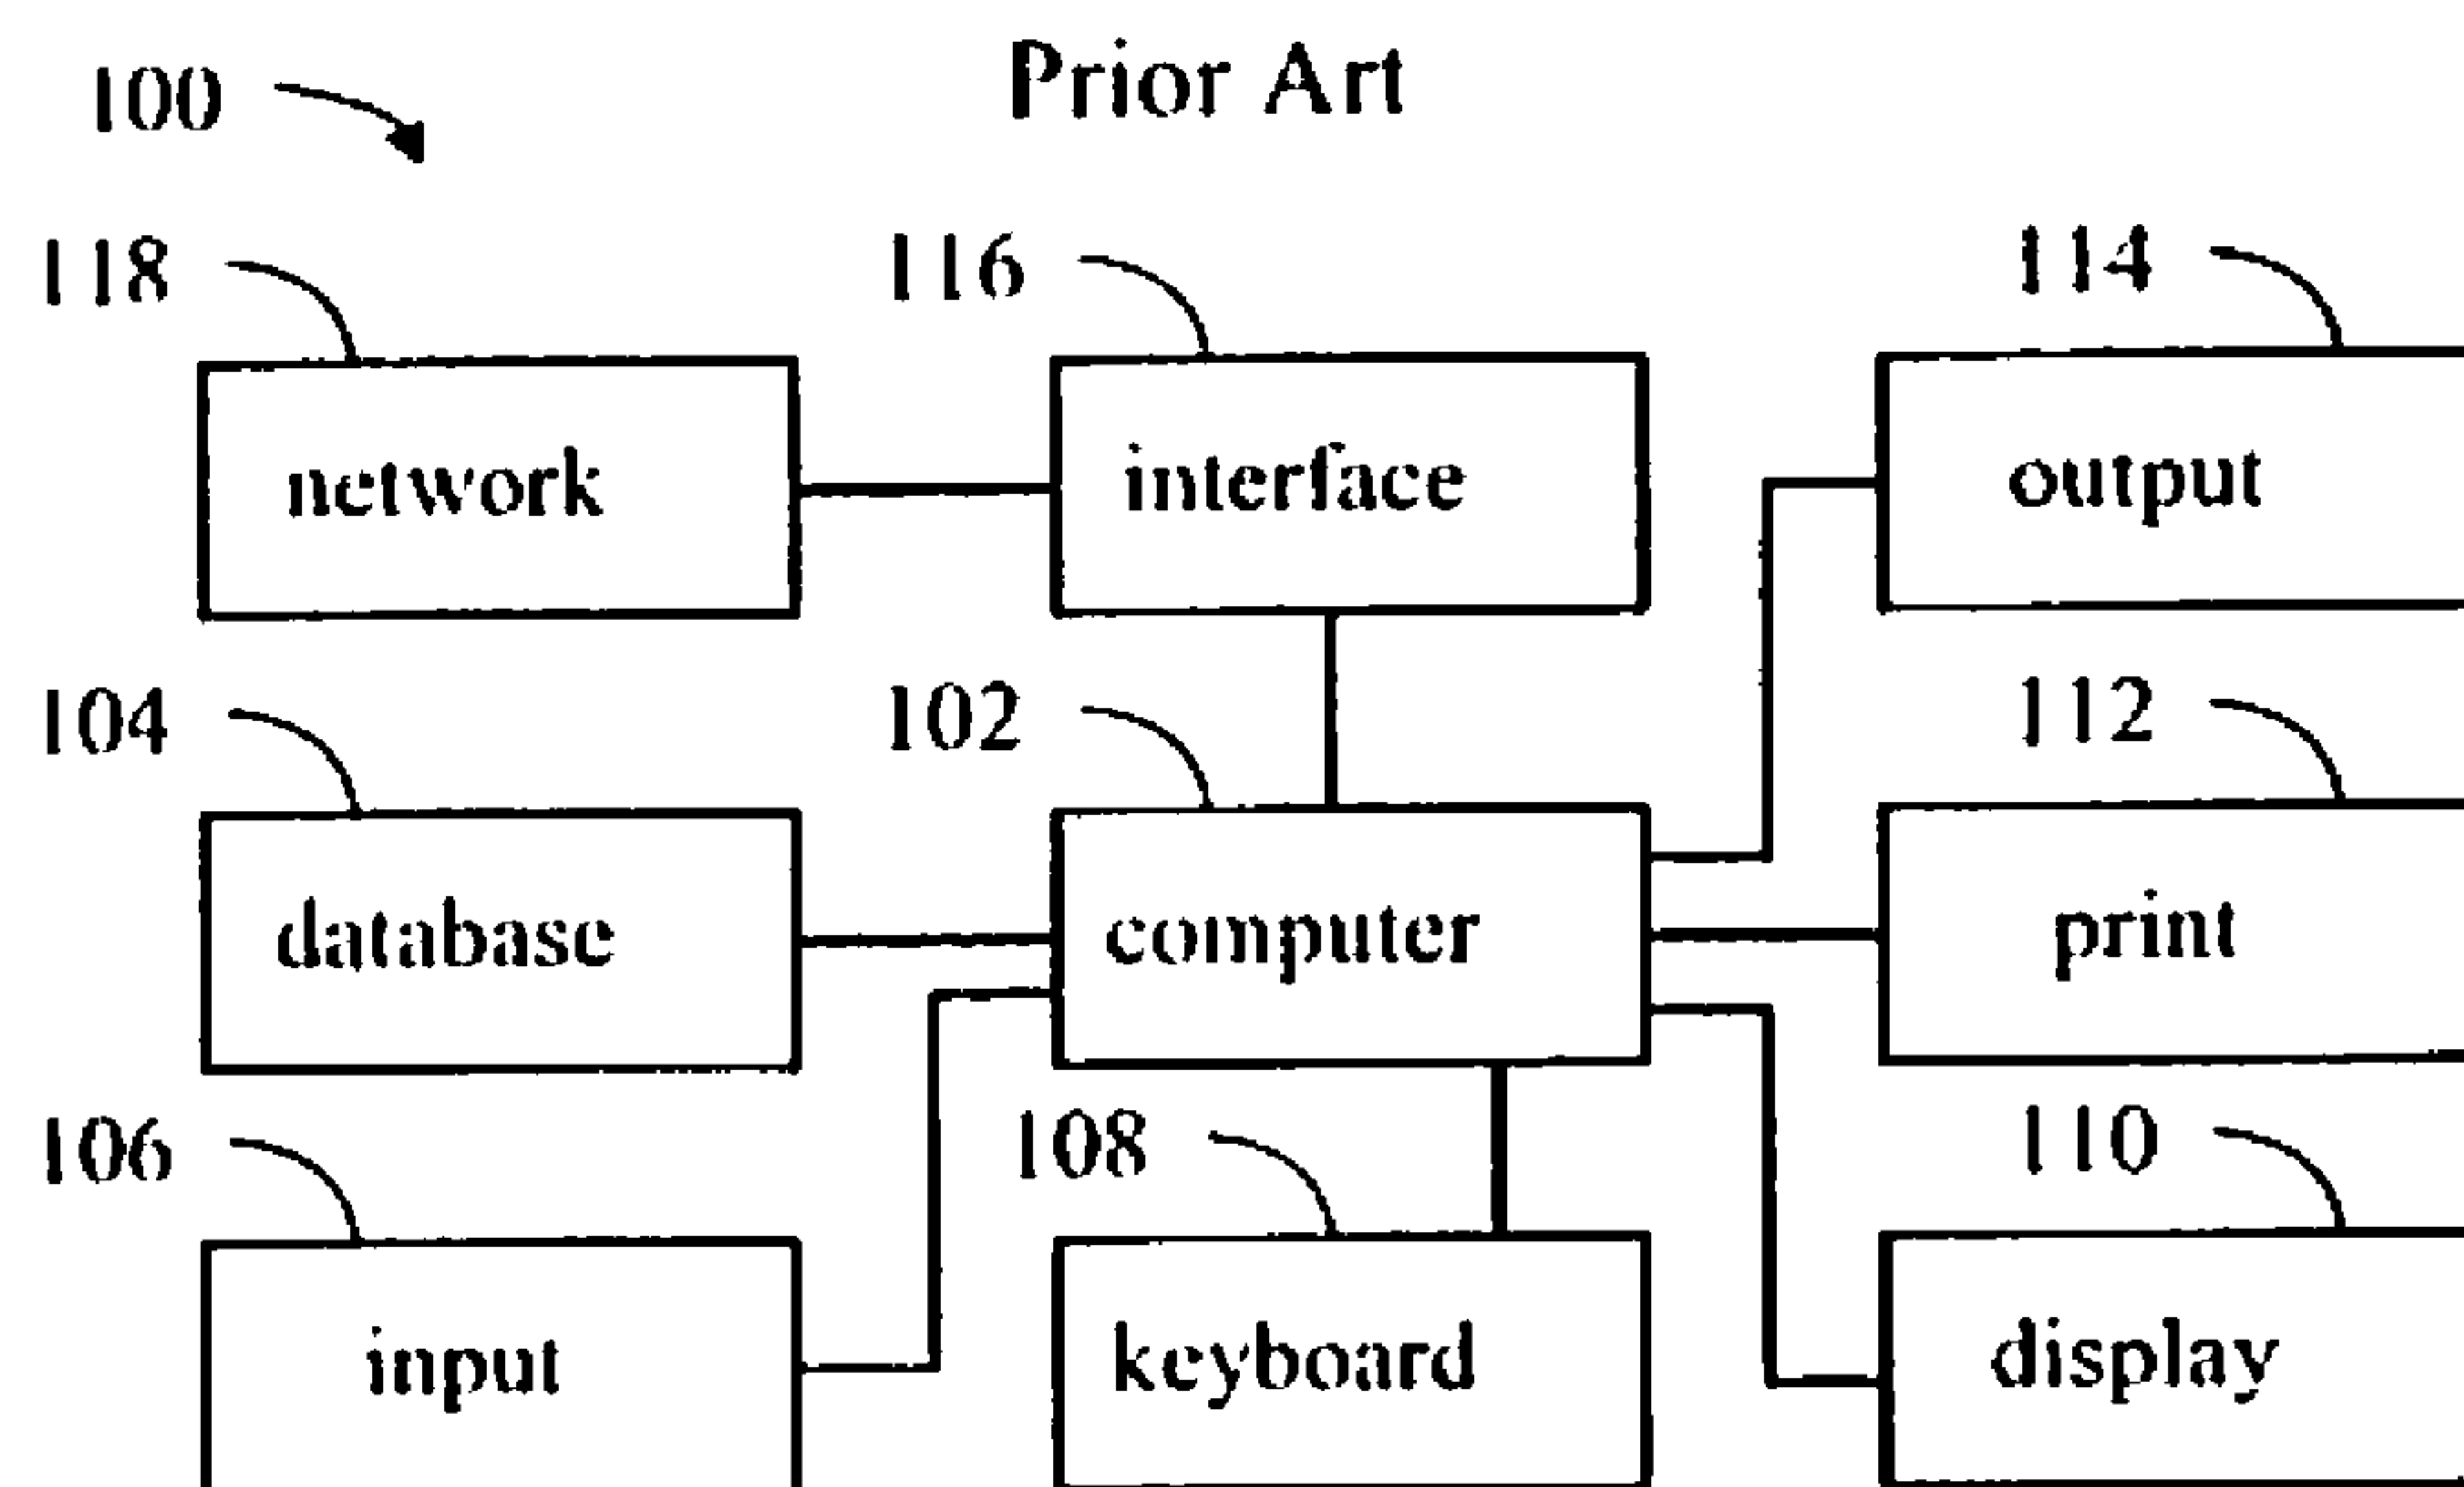 Prior Art
100
118 116 114
network interface output
104 102 112
database computer print
106 108 110
input keyboard display